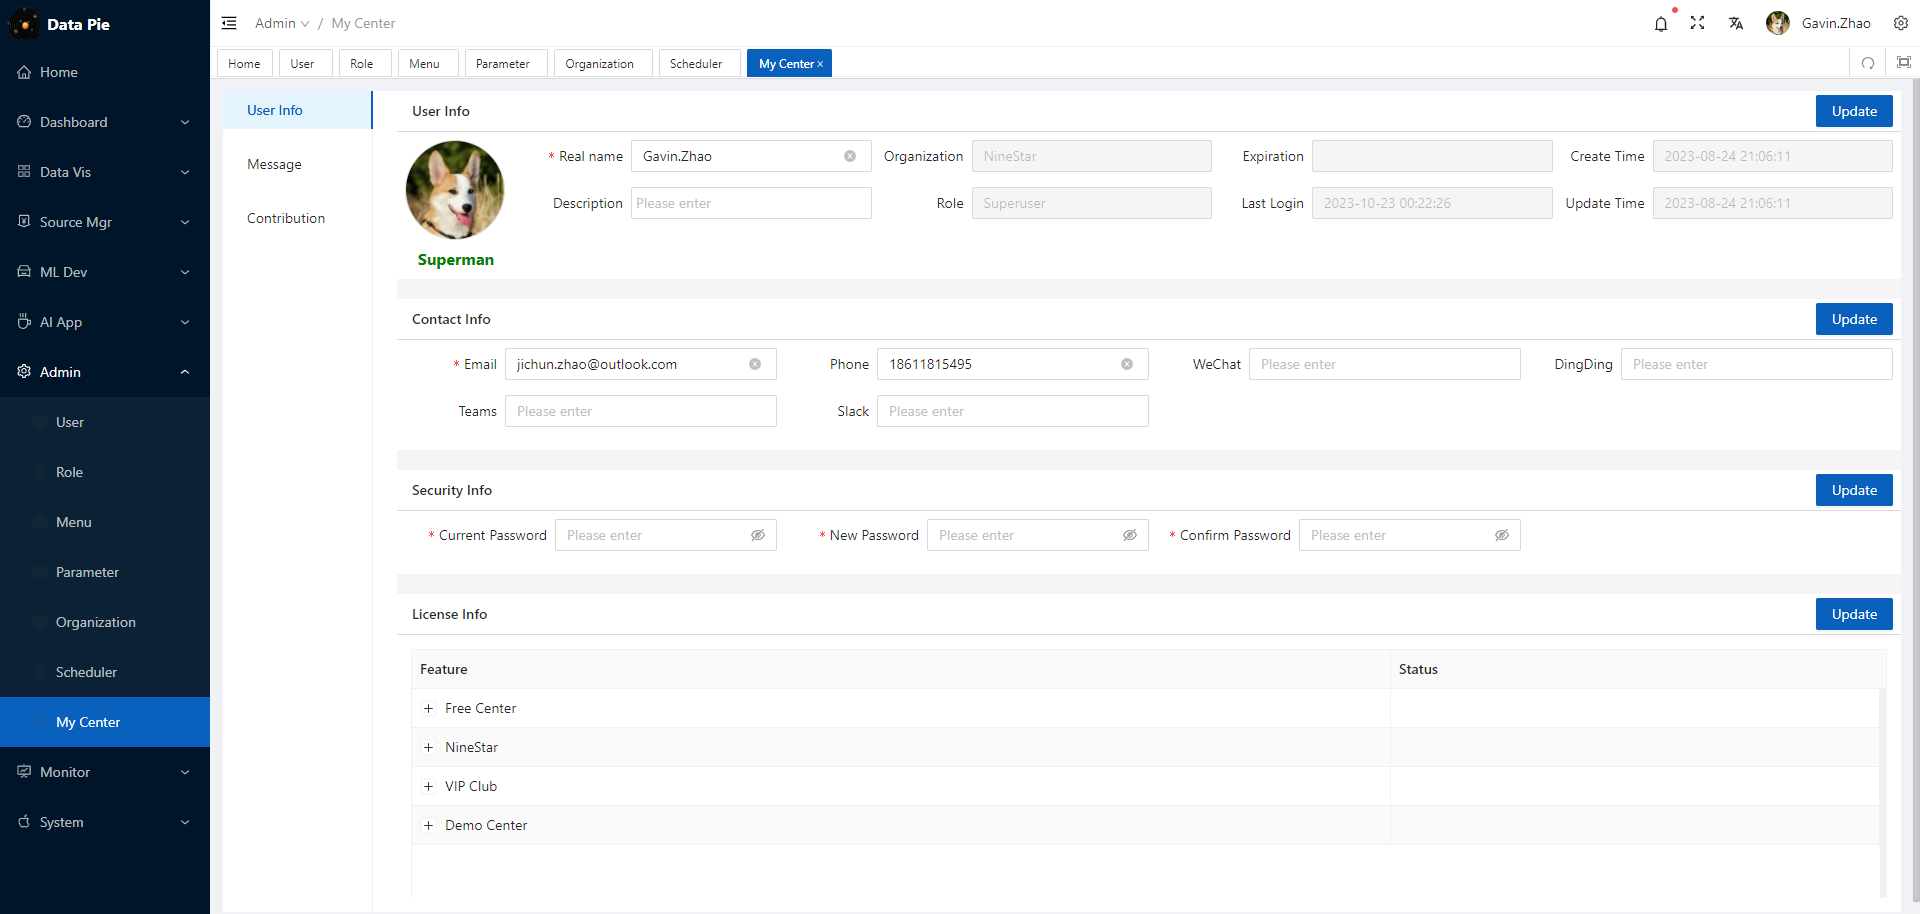 Data Pie
Home
Dashboard
Data Vis
Source Mgr
ML Dev
AI App
Admin
User
Role
Menu
Parameter
Organization
Scheduler
My Center
Monitor
System
Admin / My Center
Gavin.Zhao
Home User Role Menu Parameter Organization Scheduler My Center ×
User Info
Message
Contribution
User Info Update
* Real name Gavin.Zhao Organization NineStar Expiration Create Time 2023-08-24 21:06:11
Description Please enter Role Superuser Last Login 2023-10-23 00:22:26 Update Time 2023-08-24 21:06:11
Superman
Contact Info Update
* Email jichun.zhao@outlook.com Phone 18611815495 WeChat Please enter DingDing Please enter
Teams Please enter Slack Please enter
Security Info Update
* Current Password Please enter * New Password Please enter * Confirm Password Please enter
License Info Update
Feature Status
+ Free Center
+ NineStar
+ VIP Club
+ Demo Center